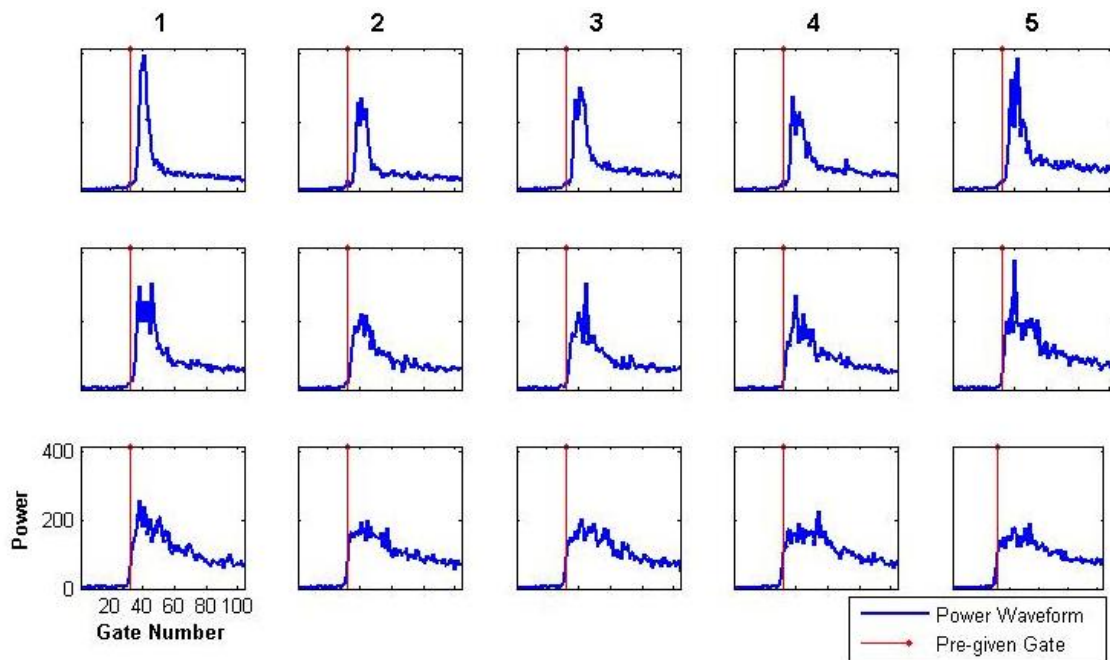 1 2 3 4 5
400
200
0
Power
20 40 60 80 100
Gate Number
Power Waveform
Pre-given Gate